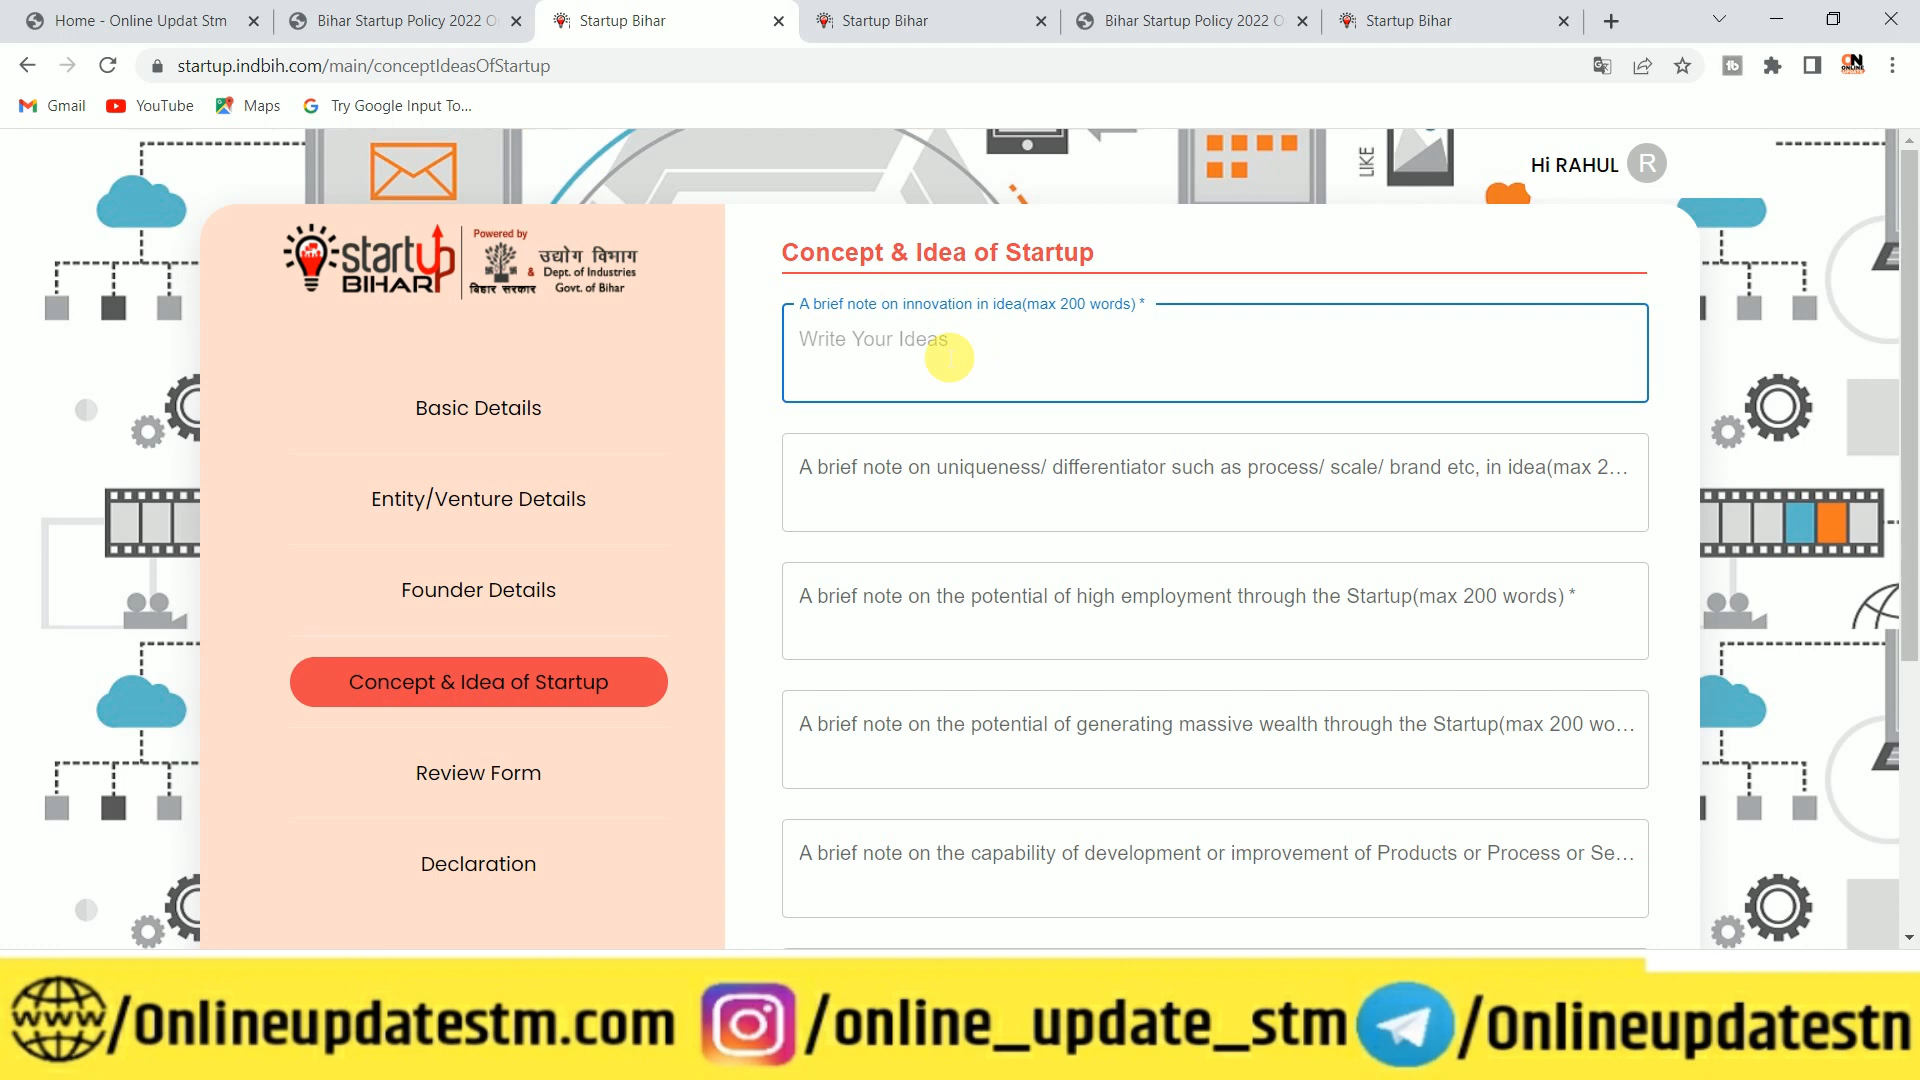 Home - Online Updat Stm
Bihar Startup Policy 2022 O
Startup Bihar
Startup Bihar
Bihar Startup Policy 2022 O
Startup Bihar
startup.indbih.com/main/conceptIdeasOfStartup
Gmail
YouTube
Maps
Try Google Input To...
LIKE
Hi RAHUL
R
startup
BIHAR
Powered by
बिहार सरकार
&
उद्योग विभाग
Dept. of Industries
Govt. of Bihar
Basic Details
Entity/Venture Details
Founder Details
Concept & Idea of Startup
Review Form
Declaration
Concept & Idea of Startup
A brief note on innovation in idea(max 200 words) *
Write Your Ideas
A brief note on uniqueness/ differentiator such as process/ scale/ brand etc, in idea(max 2...
A brief note on the potential of high employment through the Startup(max 200 words) *
A brief note on the potential of generating massive wealth through the Startup(max 200 wo...
A brief note on the capability of development or improvement of Products or Process or Se...
www/Onlineupdatestm.com
/online_update_stm
/Onlineupdatestn